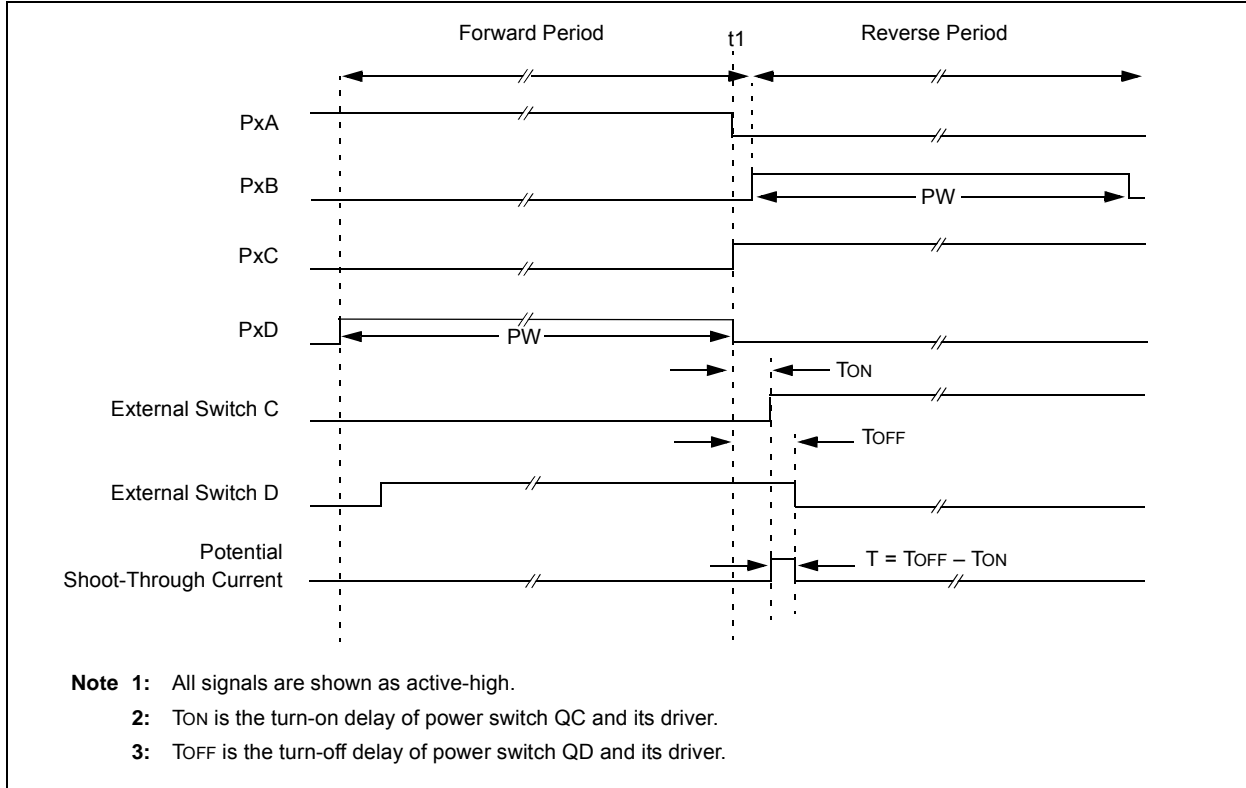 Forward Period
t1
Reverse Period
PxA
PxB
PW
PxC
PxD
PW
TON
External Switch C
TOFF
External Switch D
Potential
Shoot-Through Current
T = TOFF – TON
Note 1: All signals are shown as active-high.
2: TON is the turn-on delay of power switch QC and its driver.
3: TOFF is the turn-off delay of power switch QD and its driver.